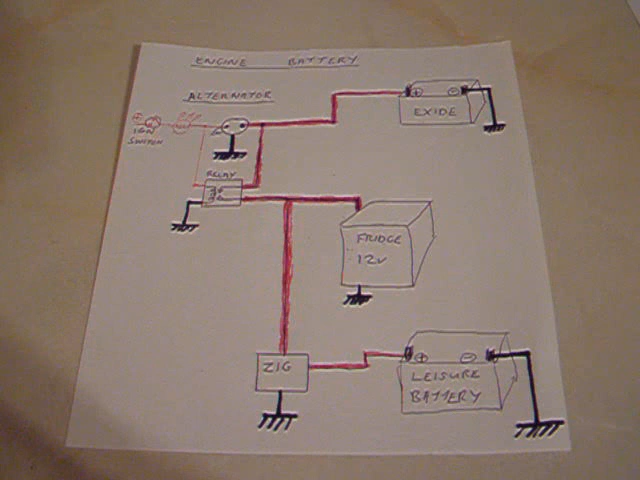 ENGINE BATTERY
ALTERNATOR
+
IGN
SWITCH
+ -
EXIDE
RELAY
FRIDGE
12v
ZIG
+ -
LEISURE
BATTERY